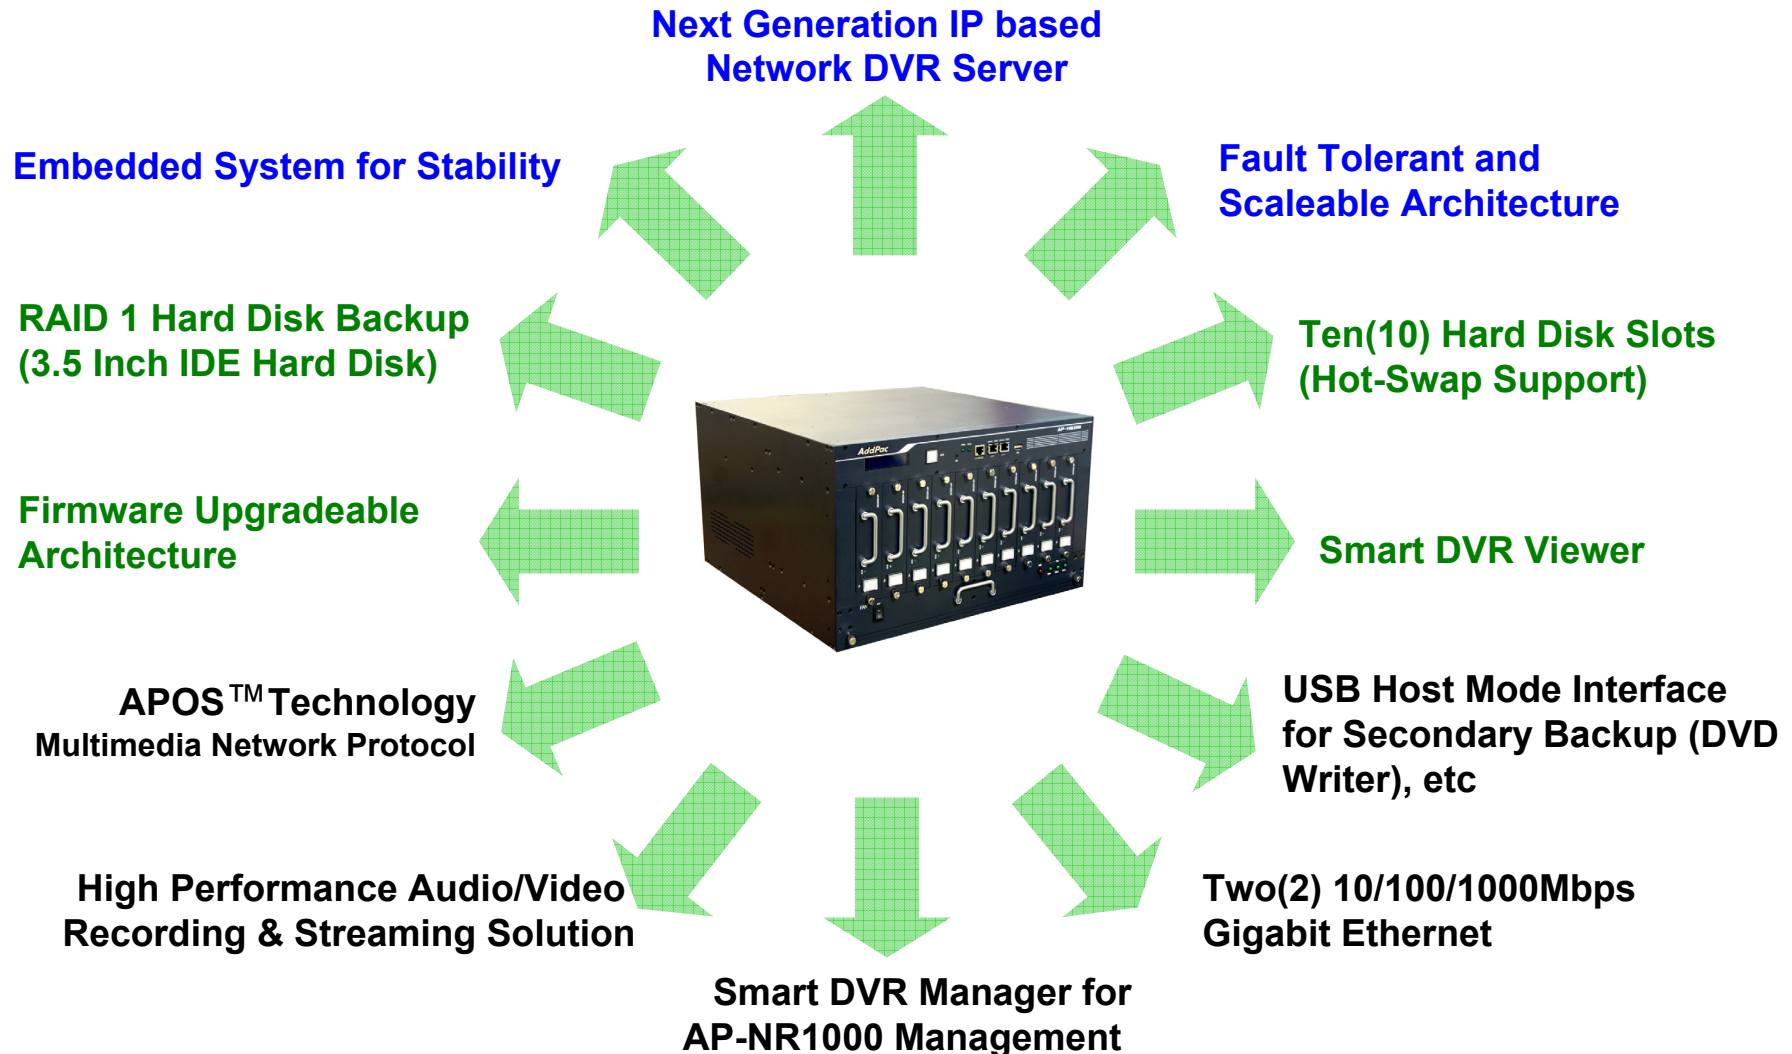 Next Generation IP based
Network DVR Server
Embedded System for Stability
Fault Tolerant and
Scaleable Architecture
RAID 1 Hard Disk Backup
(3.5 Inch IDE Hard Disk)
Ten(10) Hard Disk Slots
(Hot-Swap Support)
AddPac
Firmware Upgradeable
Architecture
Smart DVR Viewer
APOS™Technology
Multimedia Network Protocol
USB Host Mode Interface
for Secondary Backup (DVD
Writer), etc
High Performance Audio/Video
Recording & Streaming Solution
Two(2) 10/100/1000Mbps
Gigabit Ethernet
Smart DVR Manager for
AP-NR1000 Management